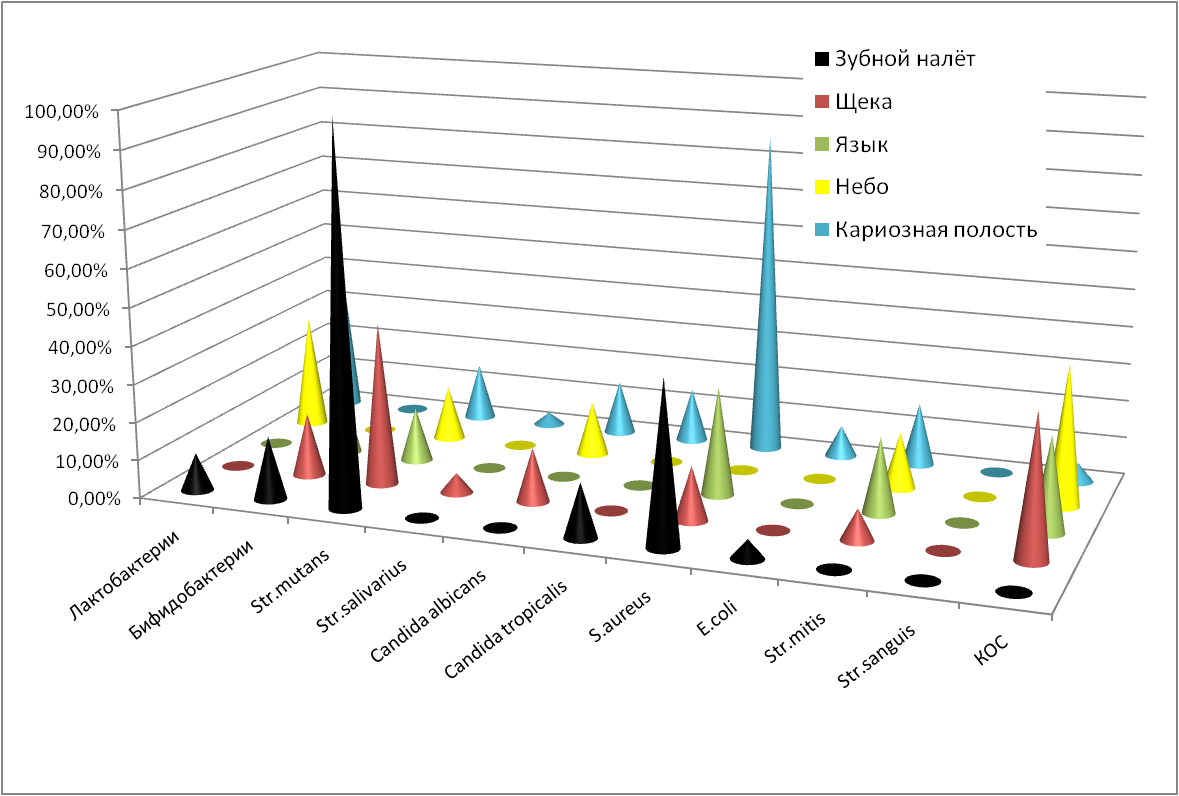 100,00%
90,00%
80,00%
70,00%
60,00%
50,00%
40,00%
30,00%
20,00%
10,00%
0,00%
Зубной налёт
Щека
Язык
Небо
Кариозная полость
Лактобактерии
Бифидобактерии
Str.mutans
Str.salivarius
Candida albicans
Candida tropicalis
S.aureus
E.coli
Str.mitis
Str.sanguis
КОС